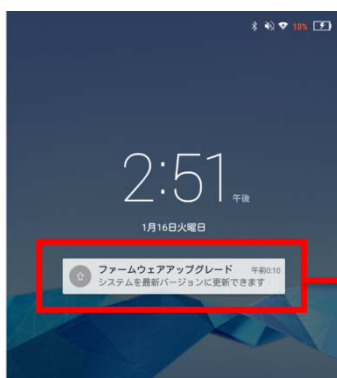 10%
2:51 午後
1月16日火曜日
ファームウェアアップグレード 午前0:10
システムを最新バージョンに更新できます